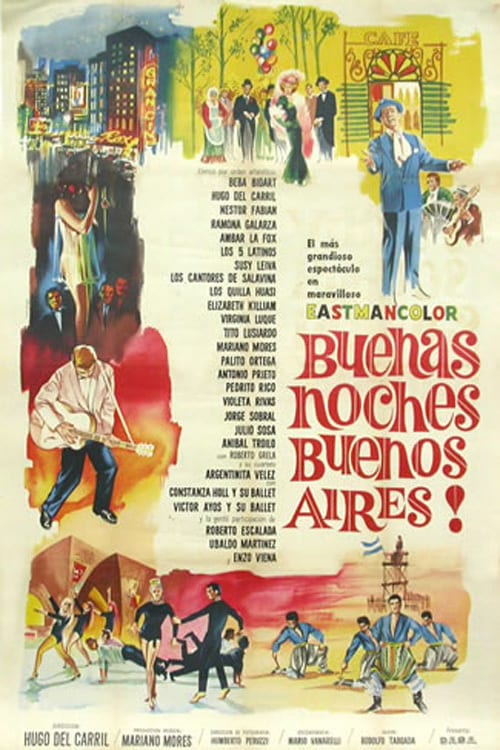 CAFE
Elenco por orden alfabético
BEBA BIDART
HUGO DEL CARRIL
NESTOR FABIAN
RAMONA GALARZA
AMBAR LA FOX
LOS 5 LATINOS
SUSY LEIVA
LOS CANTORES DE SALAVINA
LOS QUILLA HUASI
ELIZABETH KILLIAM
VIRGINIA LUQUE
TITO LUSIARDO
MARIANO MORES
PALITO ORTEGA
ANTONIO PRIETO
PEDRITO RICO
VIOLETA RIVAS
JORGE SOBRAL
JULIO SOSA
ANIBAL TROILO
con ROBERTO GRELA
y su cuarteto
ARGENTINITA VELEZ
con
CONSTANZA HOLL Y SU BALLET
VICTOR AYOS Y SU BALLET
y la gentil participacion de
ROBERTO ESCALADA
UBALDO MARTINEZ
y
ENZO VIENA
El más
grandioso
espectáculo
en
maravilloso
EASTMANCOLOR
BUENAS
NOCHES
BUENOS
AIRES!
HUGO DEL CARRIL
MARIANO MORES
HUMBERTO PERUZZI
MARIO VANARELLI
RODOLFO TABOADA